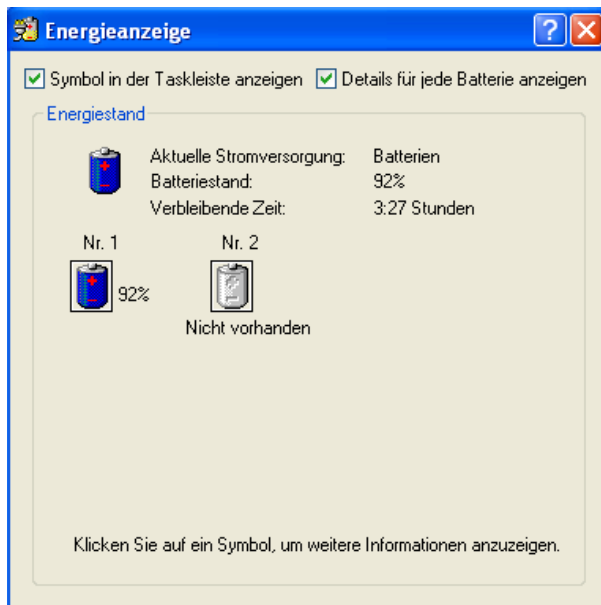 Energieanzeige
Symbol in der Taskleiste anzeigen Details für jede Batterie anzeigen
Energiestand
Aktuelle Stromversorgung: Batterien
Batteriestand: 92%
Verbleibende Zeit: 3:27 Stunden
Nr. 1 Nr. 2
92%
Nicht vorhanden
Klicken Sie auf ein Symbol, um weitere Informationen anzuzeigen.